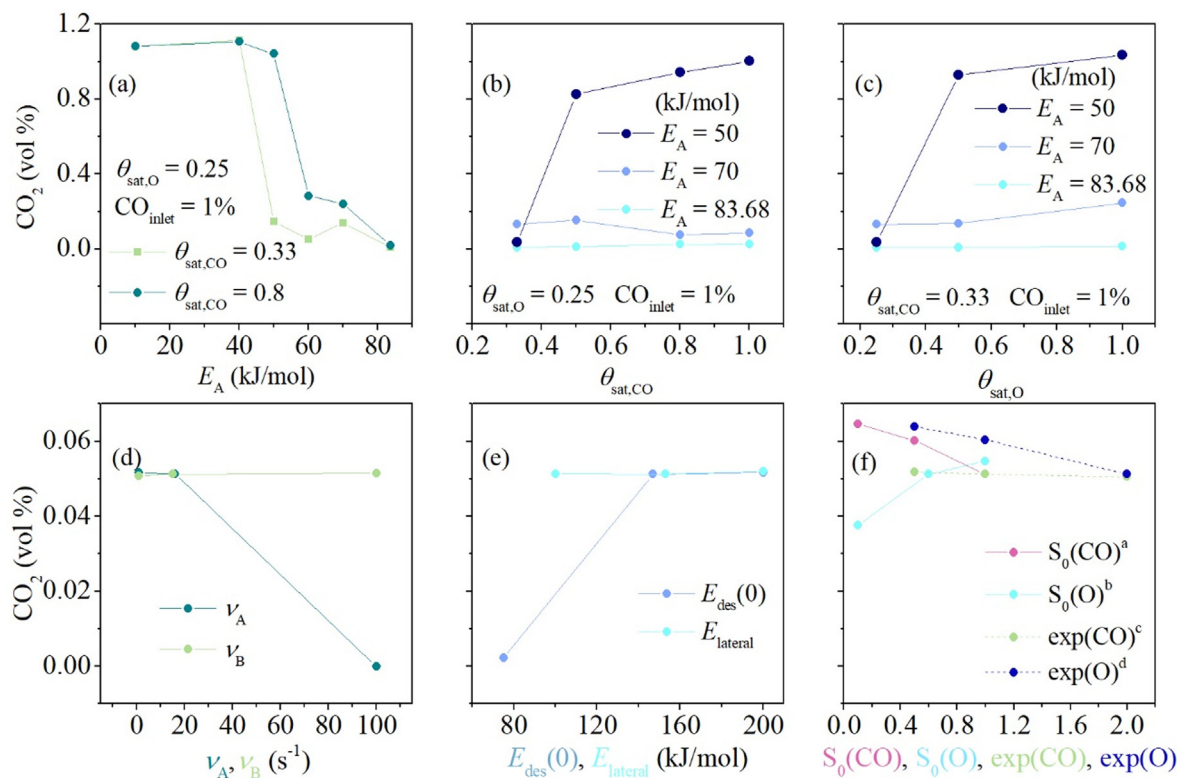 CO₂ (vol %)
1.2
0.8
0.4
0.0
(a)
θsat,O = 0.25
COinlet = 1%
θsat,CO = 0.33
θsat,CO = 0.8
0 20 40 60 80
EA (kJ/mol)
(b)
(kJ/mol)
EA = 50
EA = 70
EA = 83.68
θsat,O = 0.25 COinlet = 1%
0.2 0.4 0.6 0.8 1.0
θsat,CO
(c)
(kJ/mol)
EA = 50
EA = 70
EA = 83.68
θsat,CO = 0.33 COinlet = 1%
0.2 0.4 0.6 0.8 1.0
θsat,O
CO₂ (vol %)
0.06
0.04
0.02
0.00
(d)
νA
νB
0 20 40 60 80 100
νA, νB (s⁻¹)
(e)
Edes(0)
Elateral
80 120 160 200
Edes(0), Elateral (kJ/mol)
(f)
S₀(CO)ᵃ
S₀(O)ᵇ
exp(CO)ᶜ
exp(O)ᵈ
0.0 0.4 0.8 1.2 1.6 2.0
S₀(CO), S₀(O), exp(CO), exp(O)